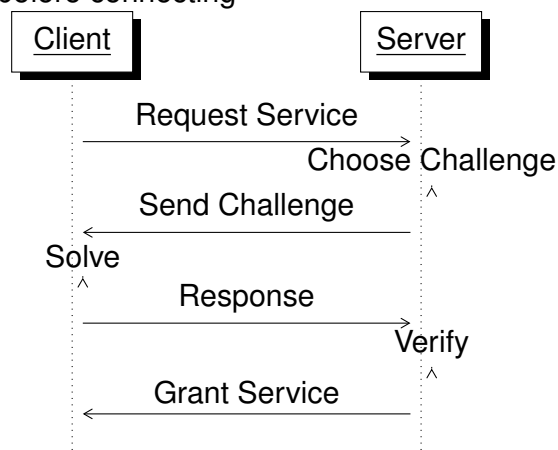 before connecting
Client
Server
Request Service
Choose Challenge
Send Challenge
Solve
Response
Verify
Grant Service